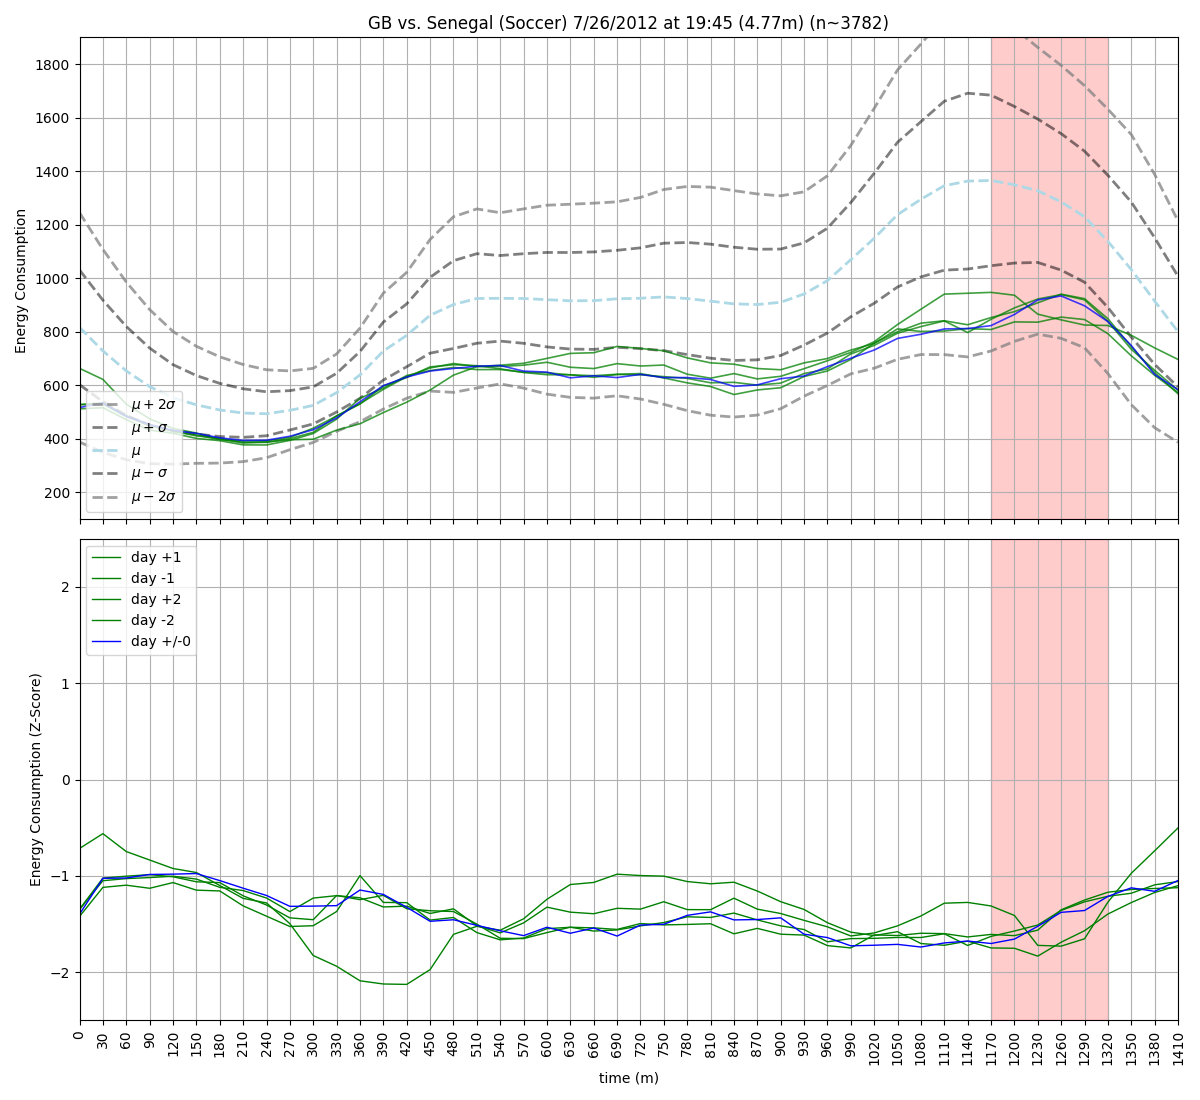 GB vs. Senegal (Soccer) 7/26/2012 at 19:45 (4.77m) (n~3782)
Energy Consumption
1800
1600
1400
1200
1000
800
600
400
200
μ + 2σ
μ + σ
μ
μ − σ
μ − 2σ
Energy Consumption (Z-Score)
2
1
0
−1
−2
day +1
day -1
day +2
day -2
day +/-0
0 30 60 90 120 150 180 210 240 270 300 330 360 390 420 450 480 510 540 570 600 630 660 690 720 750 780 810 840 870 900 930 960 990 1020 1050 1080 1110 1140 1170 1200 1230 1260 1290 1320 1350 1380 1410
time (m)